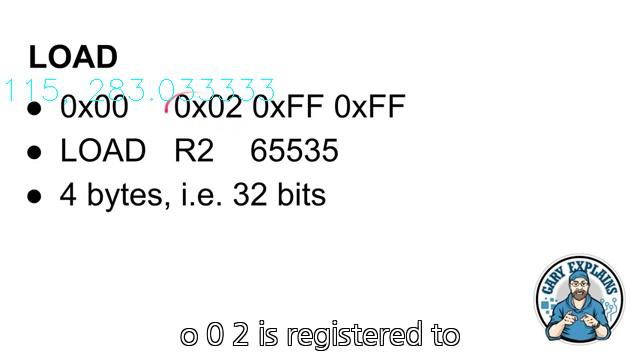 LOAD
115, 283.033333
● 0x00 0x02 0xFF 0xFF
● LOAD R2 65535
● 4 bytes, i.e. 32 bits
GARY EXPLAINS
o 0 2 is registered to